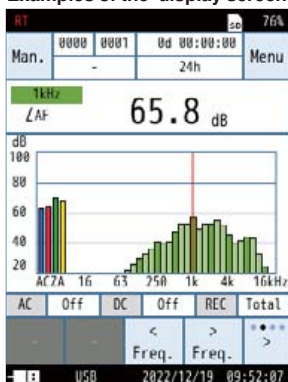 Examples of the display screen
RT SD 76%
Man. 0000 0001 0d 00:00:00 Menu
- 24h
1kHz
LAF 65.8 dB
dB
100
80
60
40
20
AC ZA 16 63 250 1k 4k 16kHz
AC Off DC Off REC Total
- - < Freq. > Freq. >
USB 2022/12/19 09:52:07